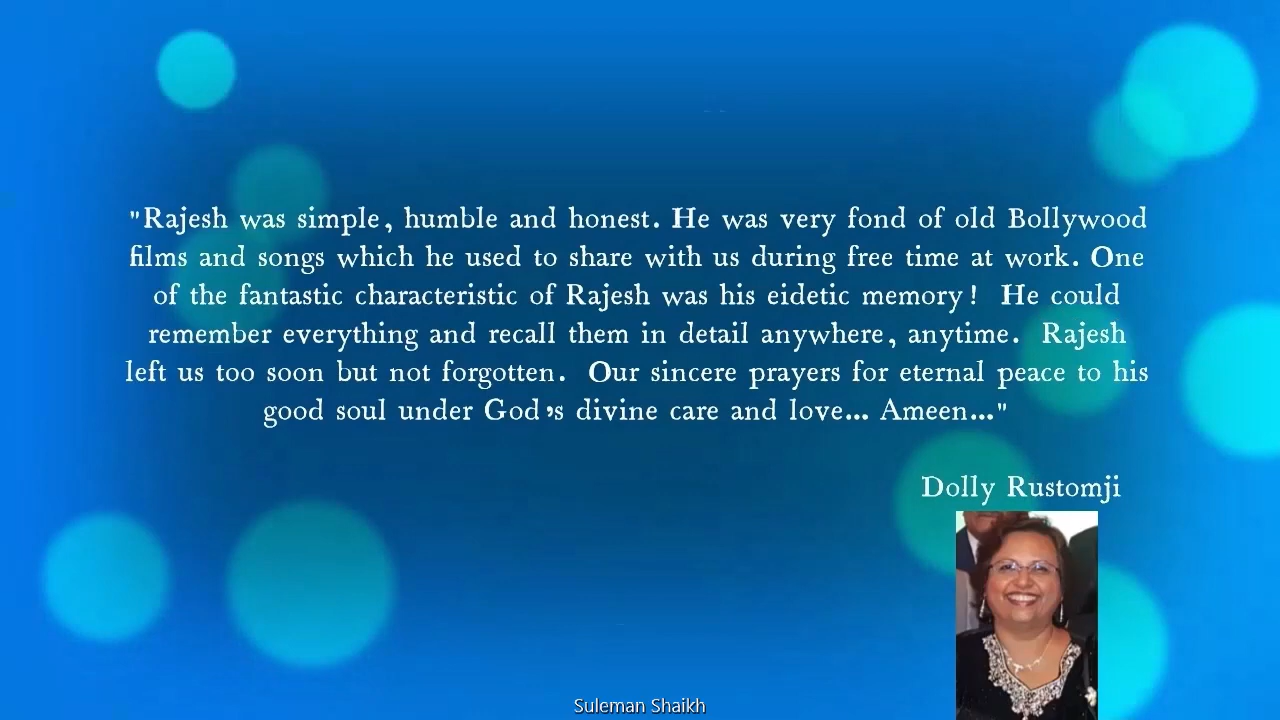 "Rajesh was simple, humble and honest. He was very fond of old Bollywood
films and songs which he used to share with us during free time at work. One
of the fantastic characteristic of Rajesh was his eidetic memory! He could
remember everything and recall them in detail anywhere, anytime. Rajesh
left us too soon but not forgotten. Our sincere prayers for eternal peace to his
good soul under God's divine care and love... Ameen..."
Dolly Rustomji
Suleman Shaikh